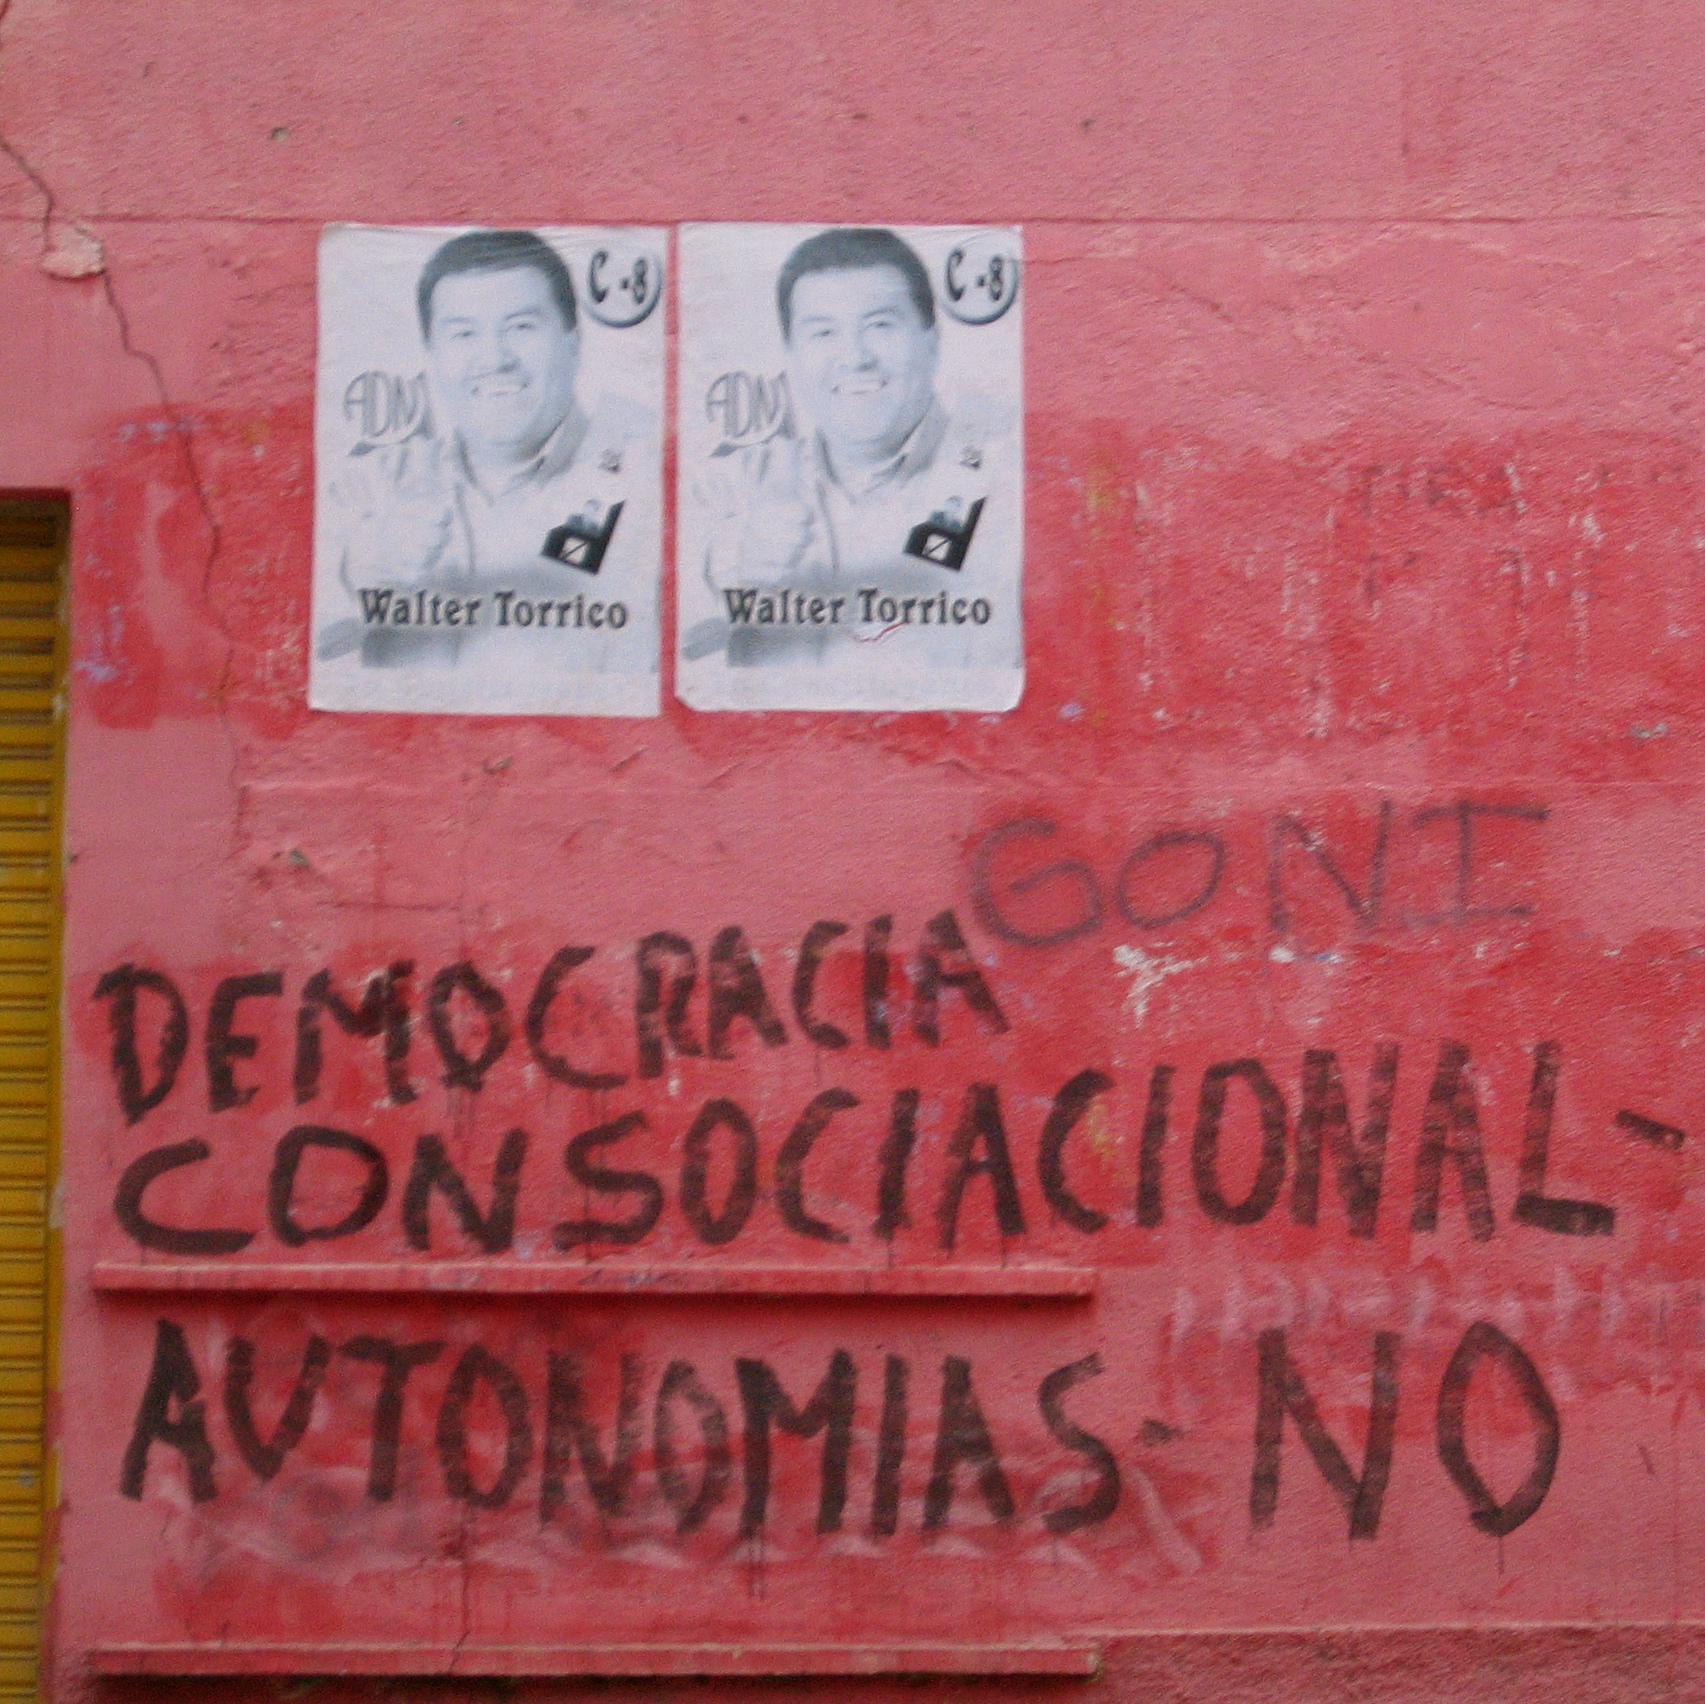 C-8
ADN
Walter Torrico
C-8
ADN
Walter Torrico
GONI
DEMOCRACIA
CONSOCIACIONAL-
AUTONOMIAS- NO